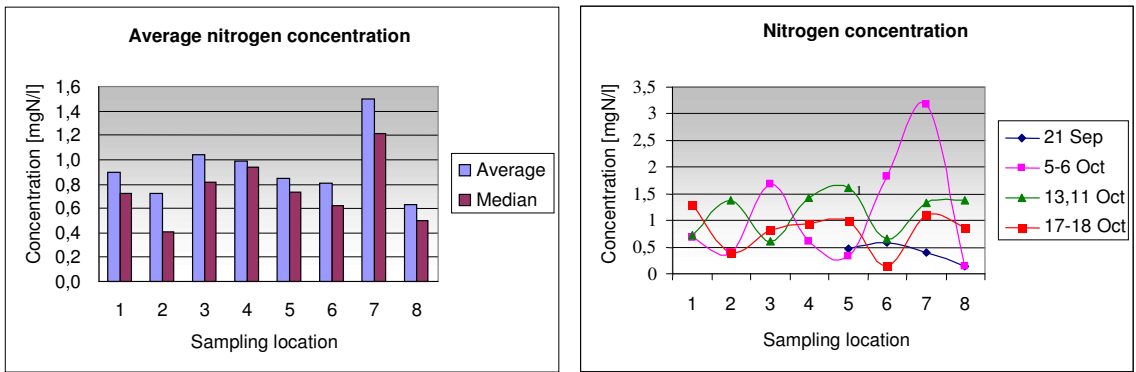 Average nitrogen concentration
Concentration [mgN/l]
1,6
1,4
1,2
1,0
0,8
0,6
0,4
0,2
0,0
1 2 3 4 5 6 7 8
Sampling location
Average
Median
Nitrogen concentration
Concentration [mgN/l]
3,5
3
2,5
2
1,5
1
0,5
0
1
1 2 3 4 5 6 7 8
Sampling location
21 Sep
5-6 Oct
13,11 Oct
17-18 Oct